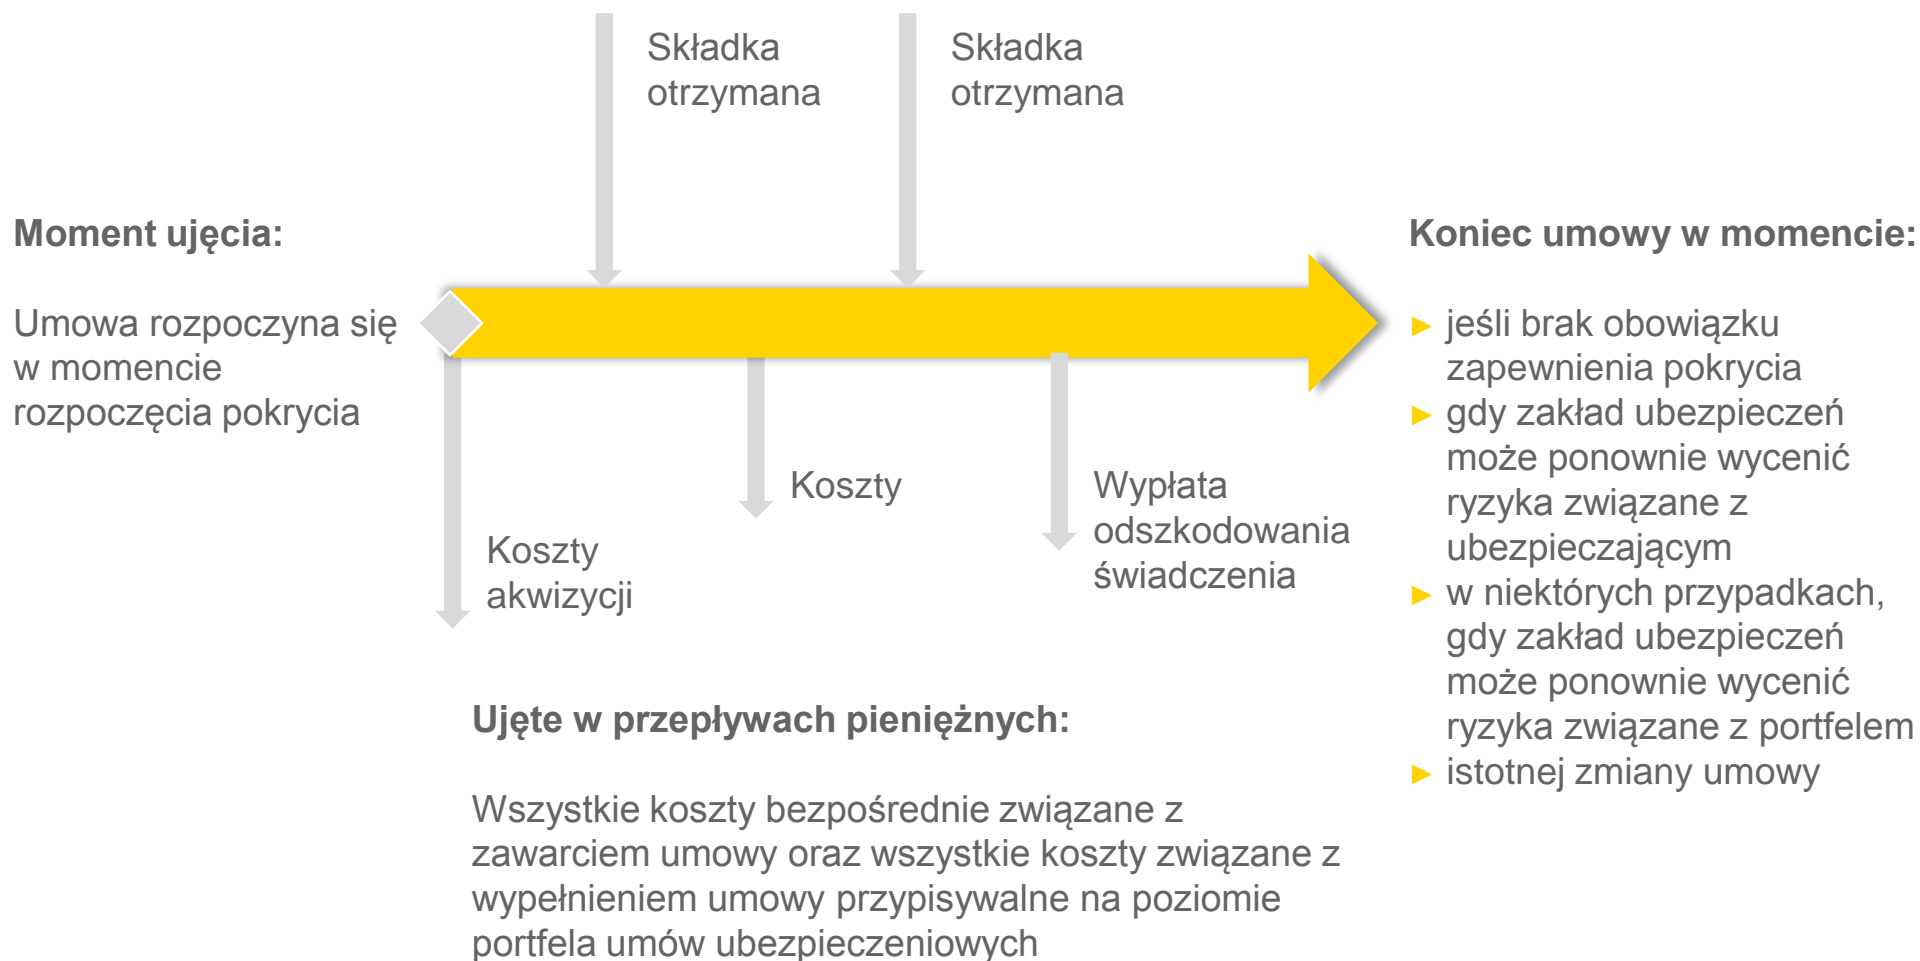 Składka
otrzymana
Składka
otrzymana
Moment ujęcia:
Umowa rozpoczyna się
w momencie
rozpoczęcia pokrycia
Koszty
akwizycji
Koszty
Wypłata
odszkodowania
świadczenia
Ujęte w przepływach pieniężnych:
Wszystkie koszty bezpośrednie związane z
zawarciem umowy oraz wszystkie koszty związane z
wypełnieniem umowy przypisywalne na poziomie
portfela umów ubezpieczeniowych
Koniec umowy w momencie:
► jeśli brak obowiązku
zapewnienia pokrycia
► gdy zakład ubezpieczeń
może ponownie wycenić
ryzyka związane z
ubezpieczającym
► w niektórych przypadkach,
gdy zakład ubezpieczeń
może ponownie wycenić
ryzyka związane z portfelem
► istotnej zmiany umowy